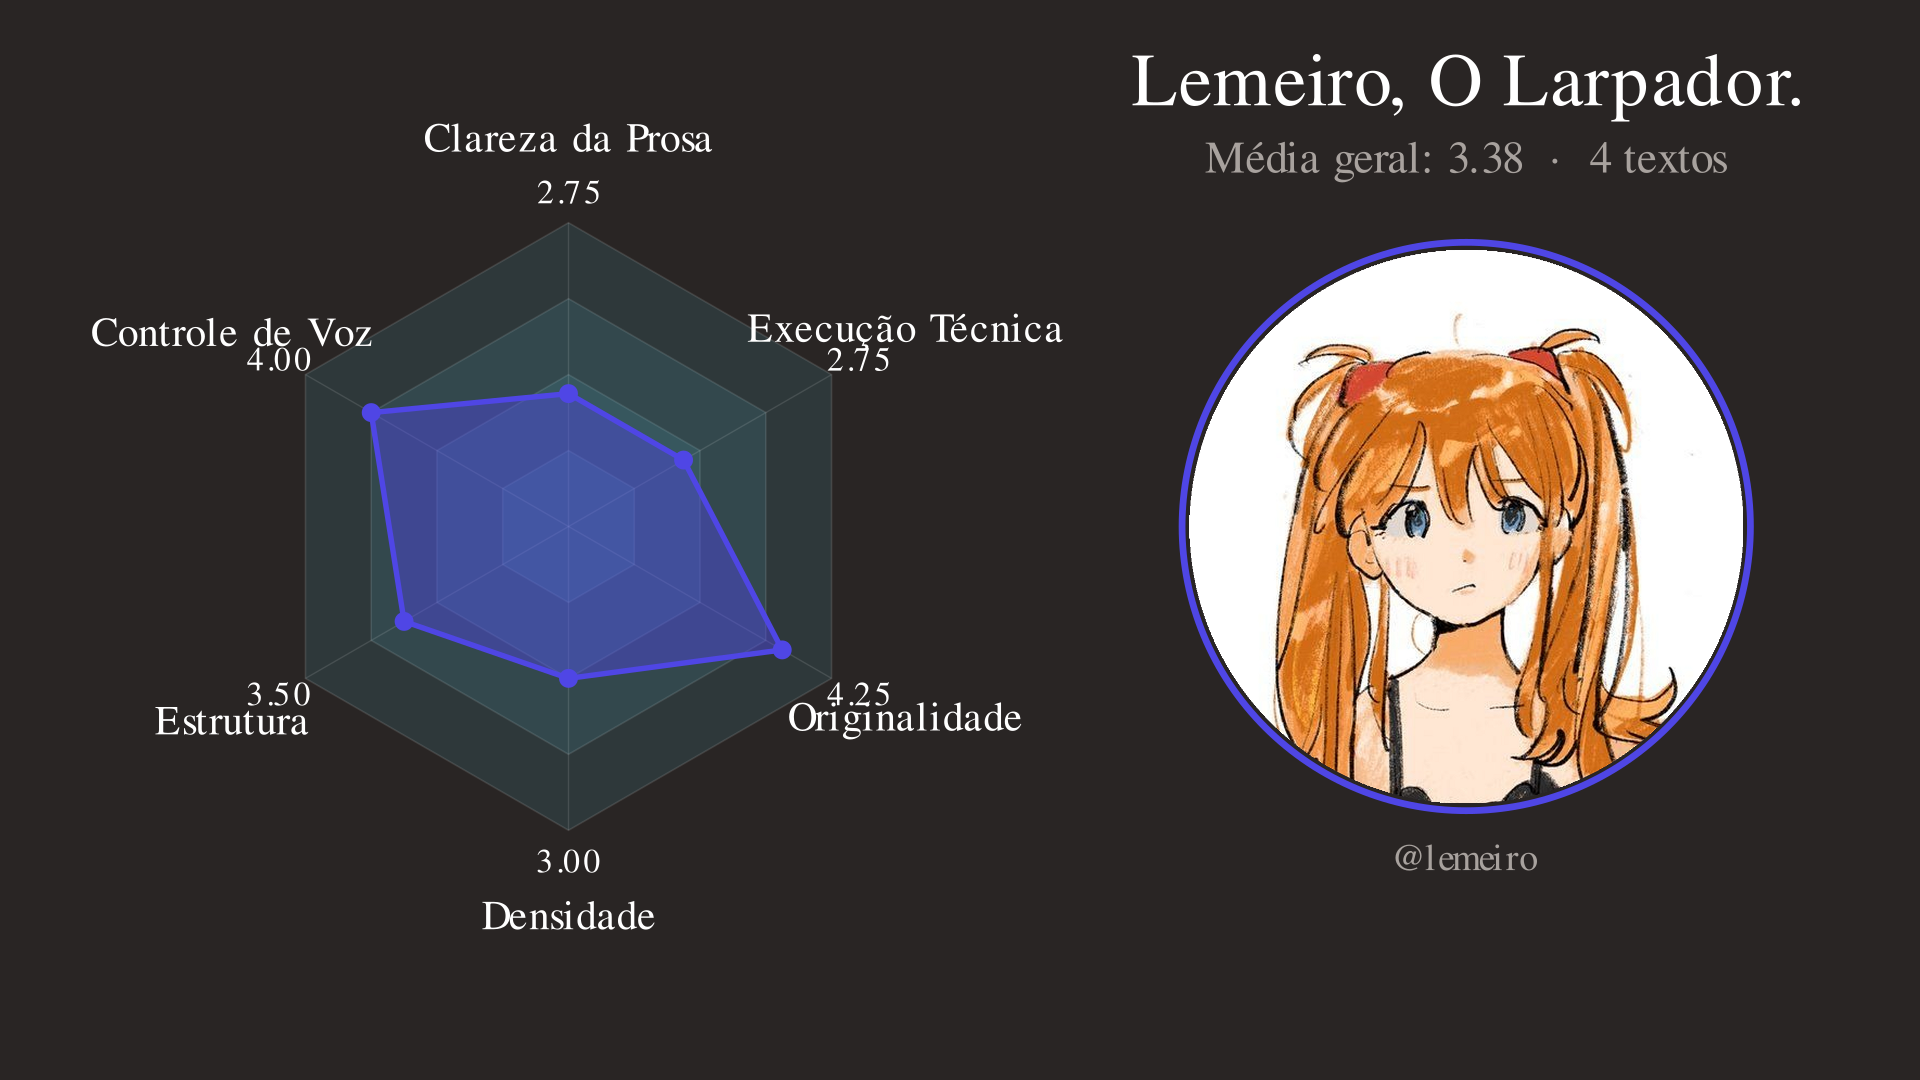 Lemeiro, O Larpador.
Média geral: 3.38 · 4 textos
Clareza da Prosa
2.75
Controle de Voz
4.00
Execução Técnica
2.75
3.50
Estrutura
4.25
Originalidade
3.00
Densidade
@lemeiro